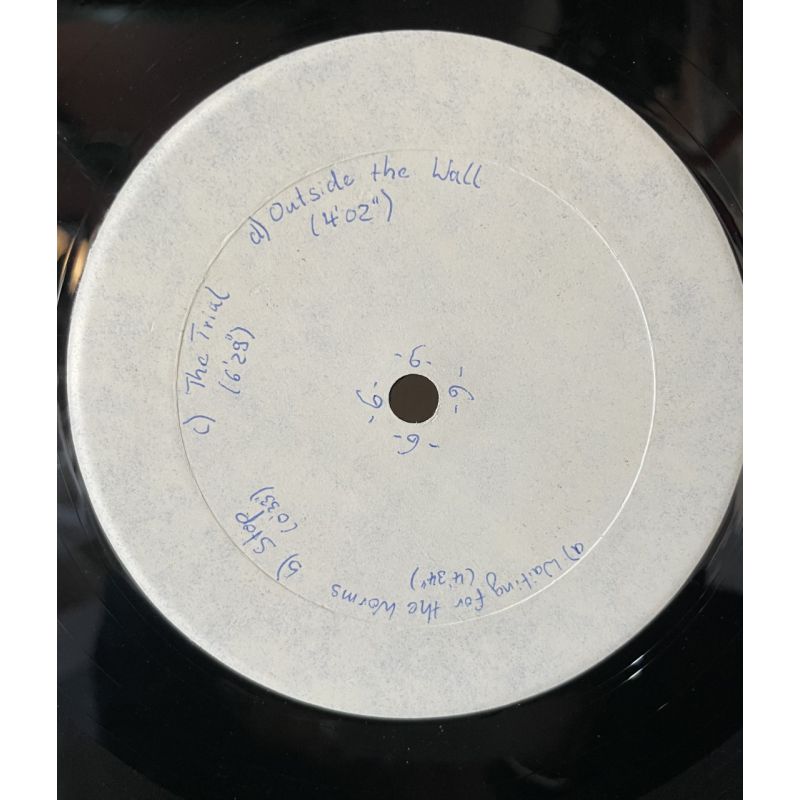 a) Waiting for the Worms
(4'34")
b) Stop
(0'33")
c) The Trial
(6'29")
d) Outside the Wall
(4'02")
-6-
-6-
-6-
-6-